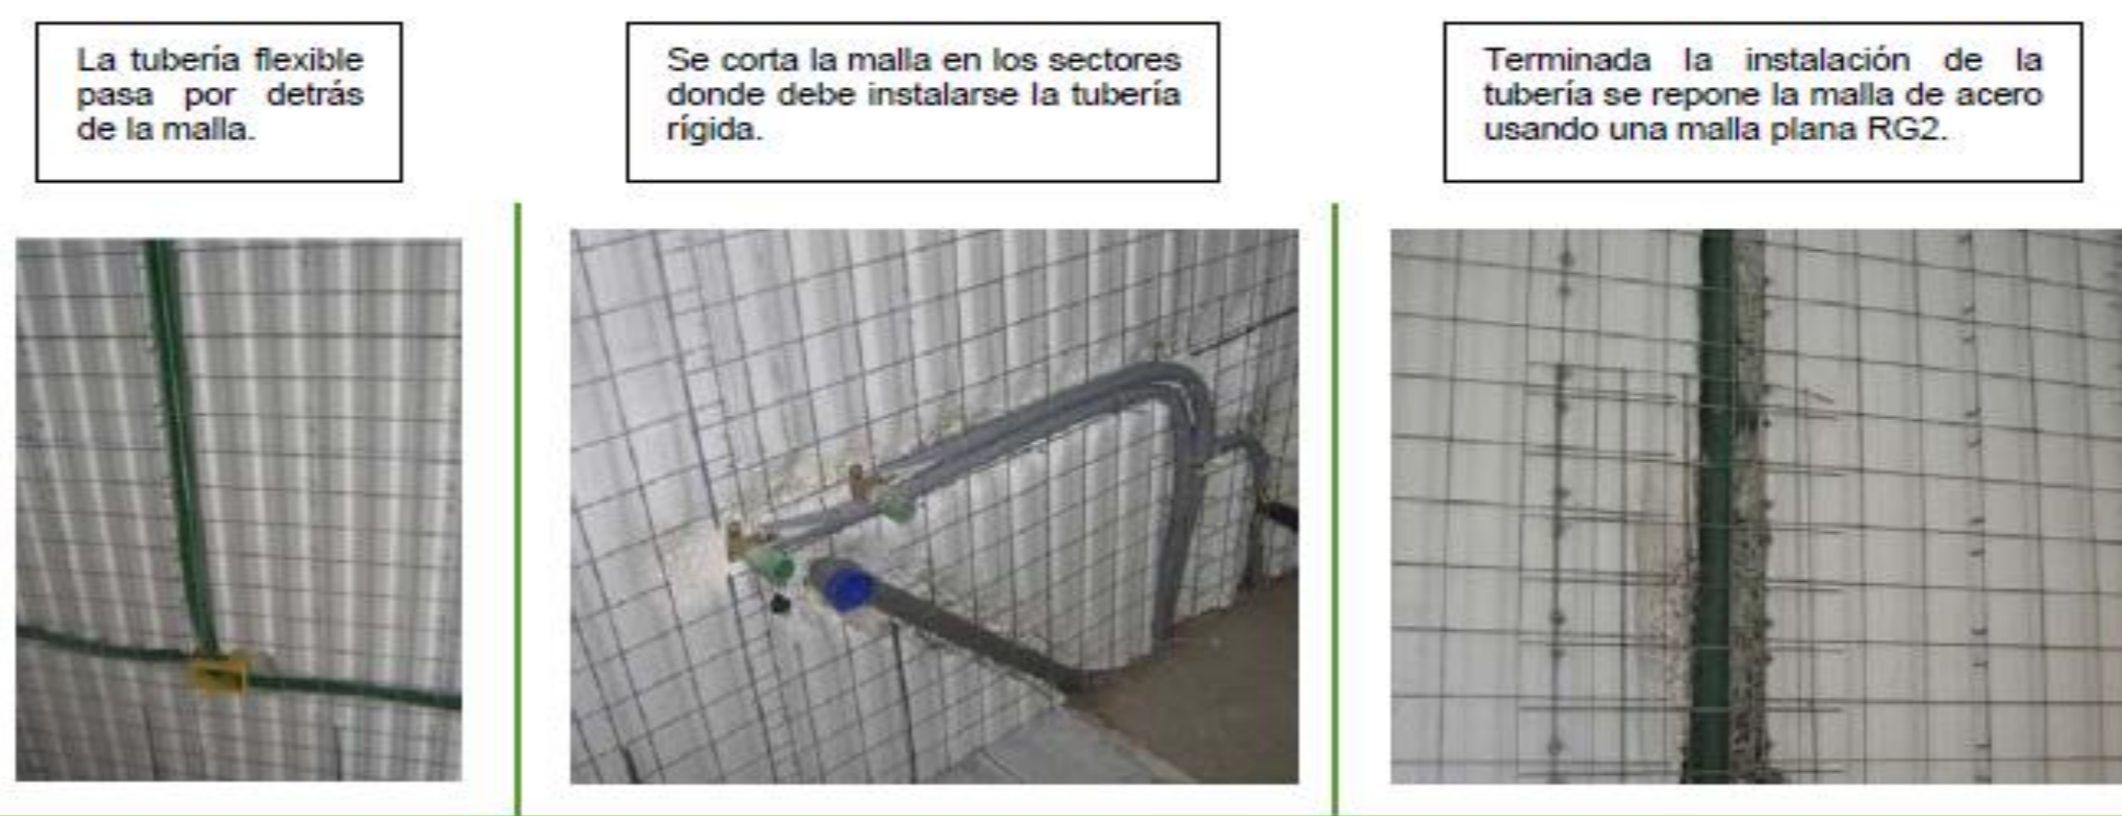 La tubería flexible
pasa por detrás
de la malla.
Se corta la malla en los sectores
donde debe instalarse la tubería
rígida.
Terminada la instalación de la
tubería se repone la malla de acero
usando una malla plana RG2.